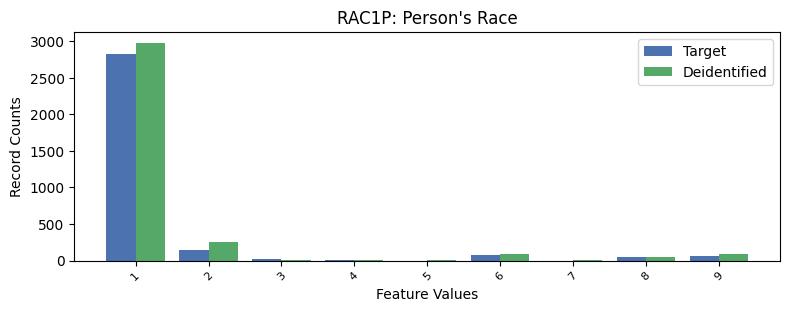 RAC1P: Person's Race
Target
Deidentified
Record Counts
3000
2500
2000
1500
1000
500
0
1 2 3 4 5 6 7 8 9
Feature Values